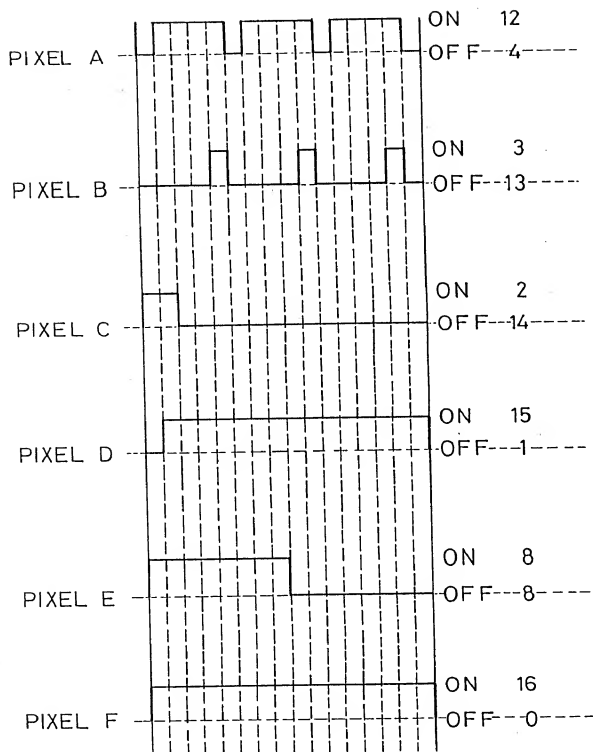 ON 12
PIXEL A OFF 4
ON 3
PIXEL B OFF 13
ON 2
PIXEL C OFF 14
ON 15
PIXEL D OFF 1
ON 8
PIXEL E OFF 8
ON 16
PIXEL F OFF 0